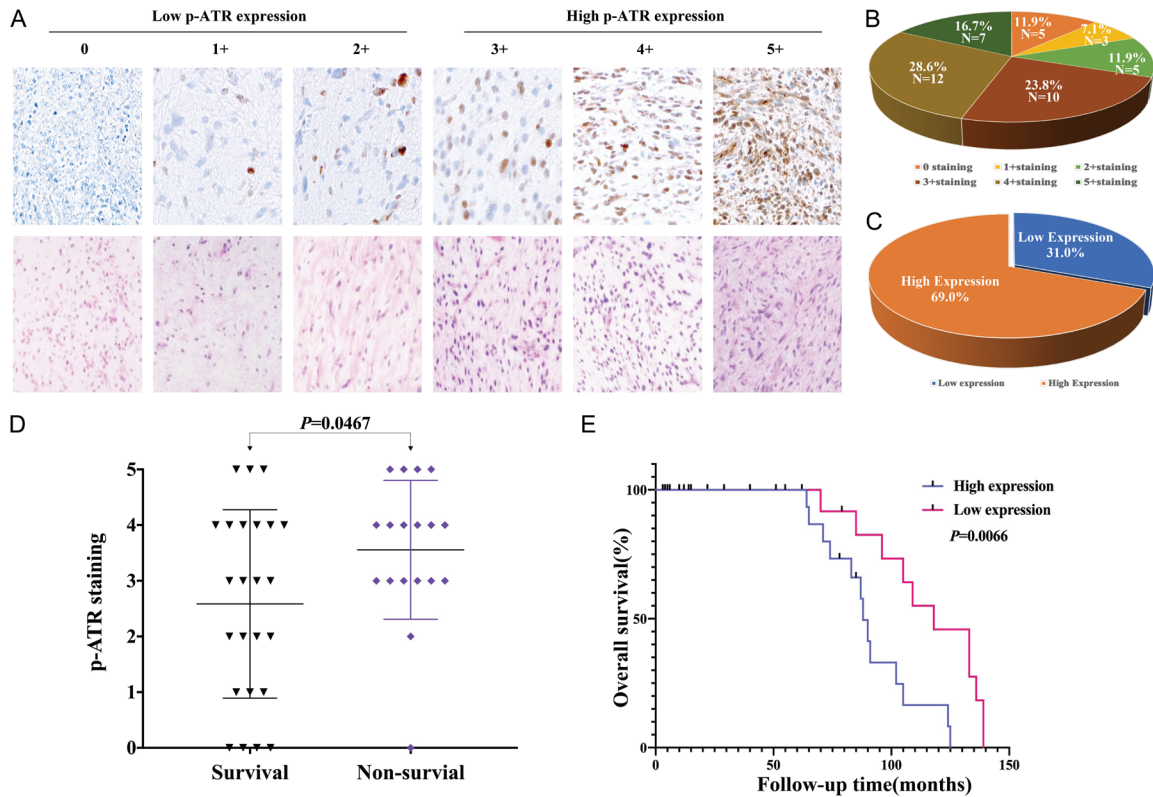 A
Low p-ATR expression
High p-ATR expression
0
1+
2+
3+
4+
5+
B
11.9%
N=5
7.1%
N=3
11.9%
N=5
23.8%
N=10
28.6%
N=12
16.7%
N=7
0 staining
1+staining
2+staining
3+staining
4+staining
5+staining
C
Low Expression
31.0%
High Expression
69.0%
Low expression
High Expression
D
P=0.0467
p-ATR staining
5
4
3
2
1
0
Survival
Non-survial
E
Overall survival(%)
100
50
0
0
50
100
150
Follow-up time(months)
High expression
Low expression
P=0.0066